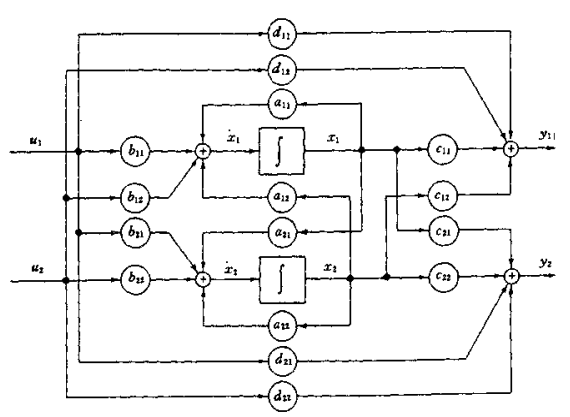 d11
d12
a11
u1 b11 + ẋ1 ∫ x1 c11 + y11
b12 a12 c12
b21 a21 c21
u2 b22 + ẋ2 ∫ x2 c22 + y2
a22
d21
d22